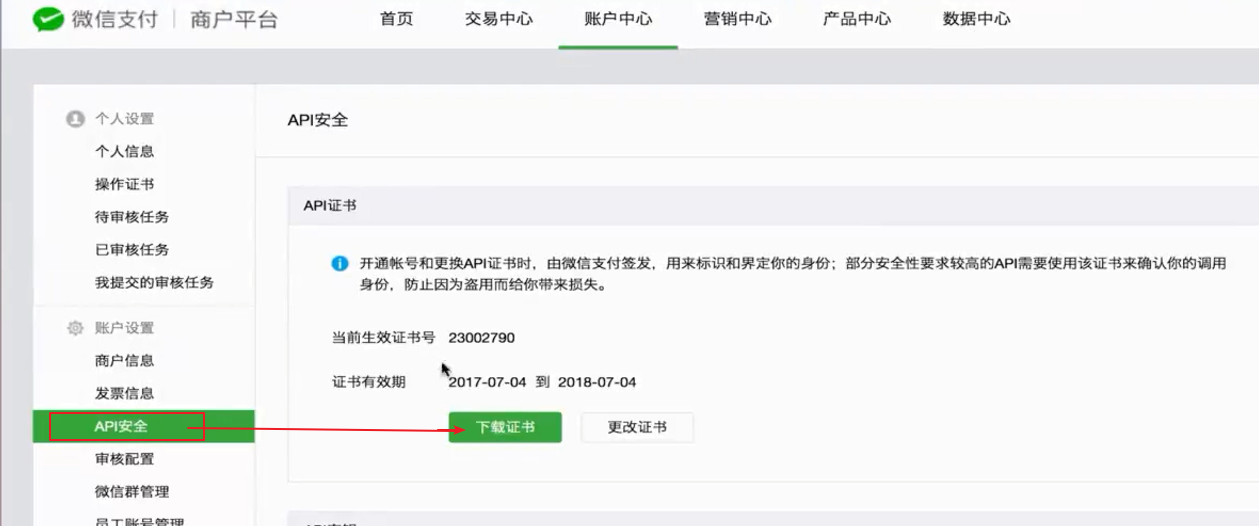 微信支付 商户平台 首页 交易中心 账户中心 营销中心 产品中心 数据中心
个人设置
个人信息
操作证书
待审核任务
已审核任务
我提交的审核任务
账户设置
商户信息
发票信息
API安全
审核配置
微信群管理
员工账号管理
API安全
API证书
开通帐号和更换API证书时，由微信支付签发，用来标识和界定你的身份；部分安全性要求较高的API需要使用该证书来确认你的调用
身份，防止因为盗用而给你带来损失。
当前生效证书号 23002790
证书有效期 2017-07-04 到 2018-07-04
下载证书 更改证书